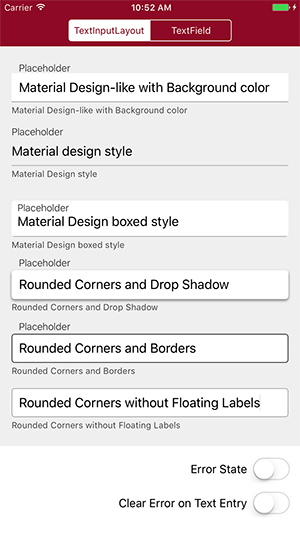 Carrier 10:52 AM
TextInputLayout TextField
Placeholder
Material Design-like with Background color
Material Design-like with Background color
Placeholder
Material design style
Material Design style
Placeholder
Material Design boxed style
Material Design boxed style
Placeholder
Rounded Corners and Drop Shadow
Rounded Corners and Drop Shadow
Placeholder
Rounded Corners and Borders
Rounded Corners and Borders
Rounded Corners without Floating Labels
Rounded Corners without Floating Labels
Error State
Clear Error on Text Entry